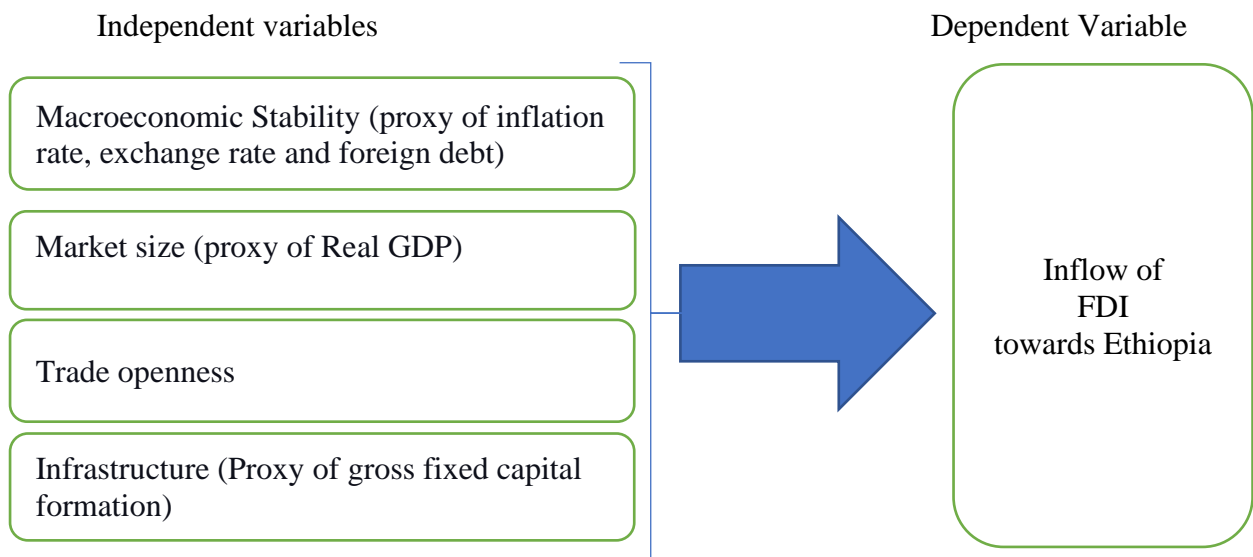 Independent variables
Dependent Variable
Macroeconomic Stability (proxy of inflation
rate, exchange rate and foreign debt)
Market size (proxy of Real GDP)
Trade openness
Infrastructure (Proxy of gross fixed capital
formation)
Inflow of
FDI
towards Ethiopia